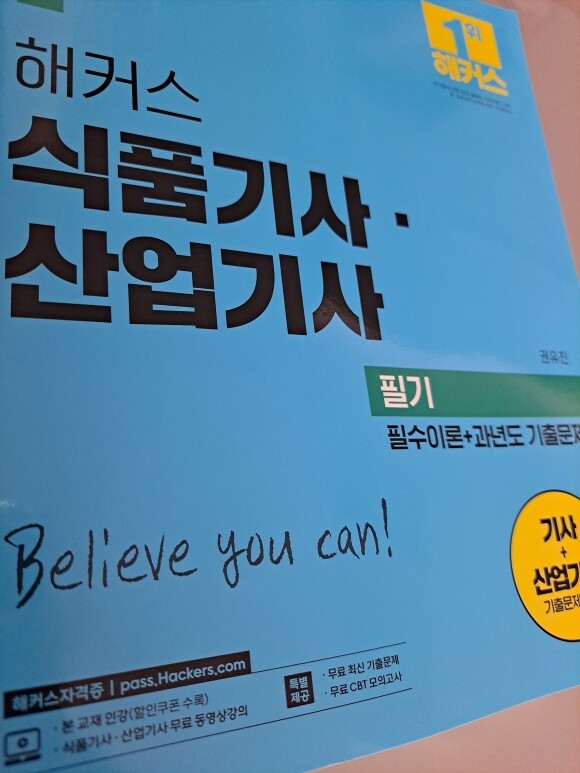 1위
해커스
해커스
식품기사·
산업기사
권유진
필기
필수이론+과년도 기출문제
Believe you can!
기사
+
산업기
기출문제
해커스자격증 | pass.Hackers.com
· 본 교재 인강(할인쿠폰 수록)
· 식품기사·산업기사 무료 동영상강의
특별
제공
· 무료 최신 기출문제
· 무료 CBT 모의고사